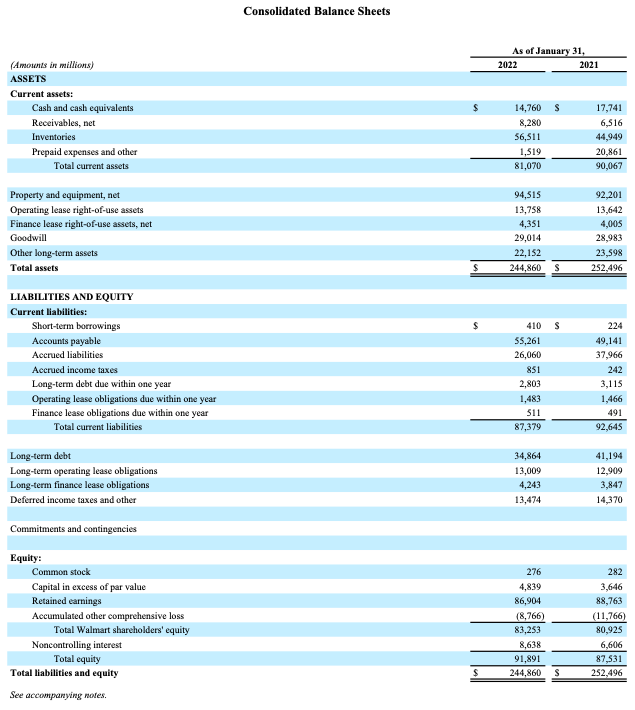 Consolidated Balance Sheets
As of January 31,
(Amounts in millions) 2022 2021
ASSETS
Current assets:
Cash and cash equivalents $ 14,760 $ 17,741
Receivables, net 8,280 6,516
Inventories 56,511 44,949
Prepaid expenses and other 1,519 20,861
Total current assets 81,070 90,067
Property and equipment, net 94,515 92,201
Operating lease right-of-use assets 13,758 13,642
Finance lease right-of-use assets, net 4,351 4,005
Goodwill 29,014 28,983
Other long-term assets 22,152 23,598
Total assets $ 244,860 $ 252,496
LIABILITIES AND EQUITY
Current liabilities:
Short-term borrowings $ 410 $ 224
Accounts payable 55,261 49,141
Accrued liabilities 26,060 37,966
Accrued income taxes 851 242
Long-term debt due within one year 2,803 3,115
Operating lease obligations due within one year 1,483 1,466
Finance lease obligations due within one year 511 491
Total current liabilities 87,379 92,645
Long-term debt 34,864 41,194
Long-term operating lease obligations 13,009 12,909
Long-term finance lease obligations 4,243 3,847
Deferred income taxes and other 13,474 14,370
Commitments and contingencies
Equity:
Common stock 276 282
Capital in excess of par value 4,839 3,646
Retained earnings 86,904 88,763
Accumulated other comprehensive loss (8,766) (11,766)
Total Walmart shareholders' equity 83,253 80,925
Noncontrolling interest 8,638 6,606
Total equity 91,891 87,531
Total liabilities and equity $ 244,860 $ 252,496
See accompanying notes.